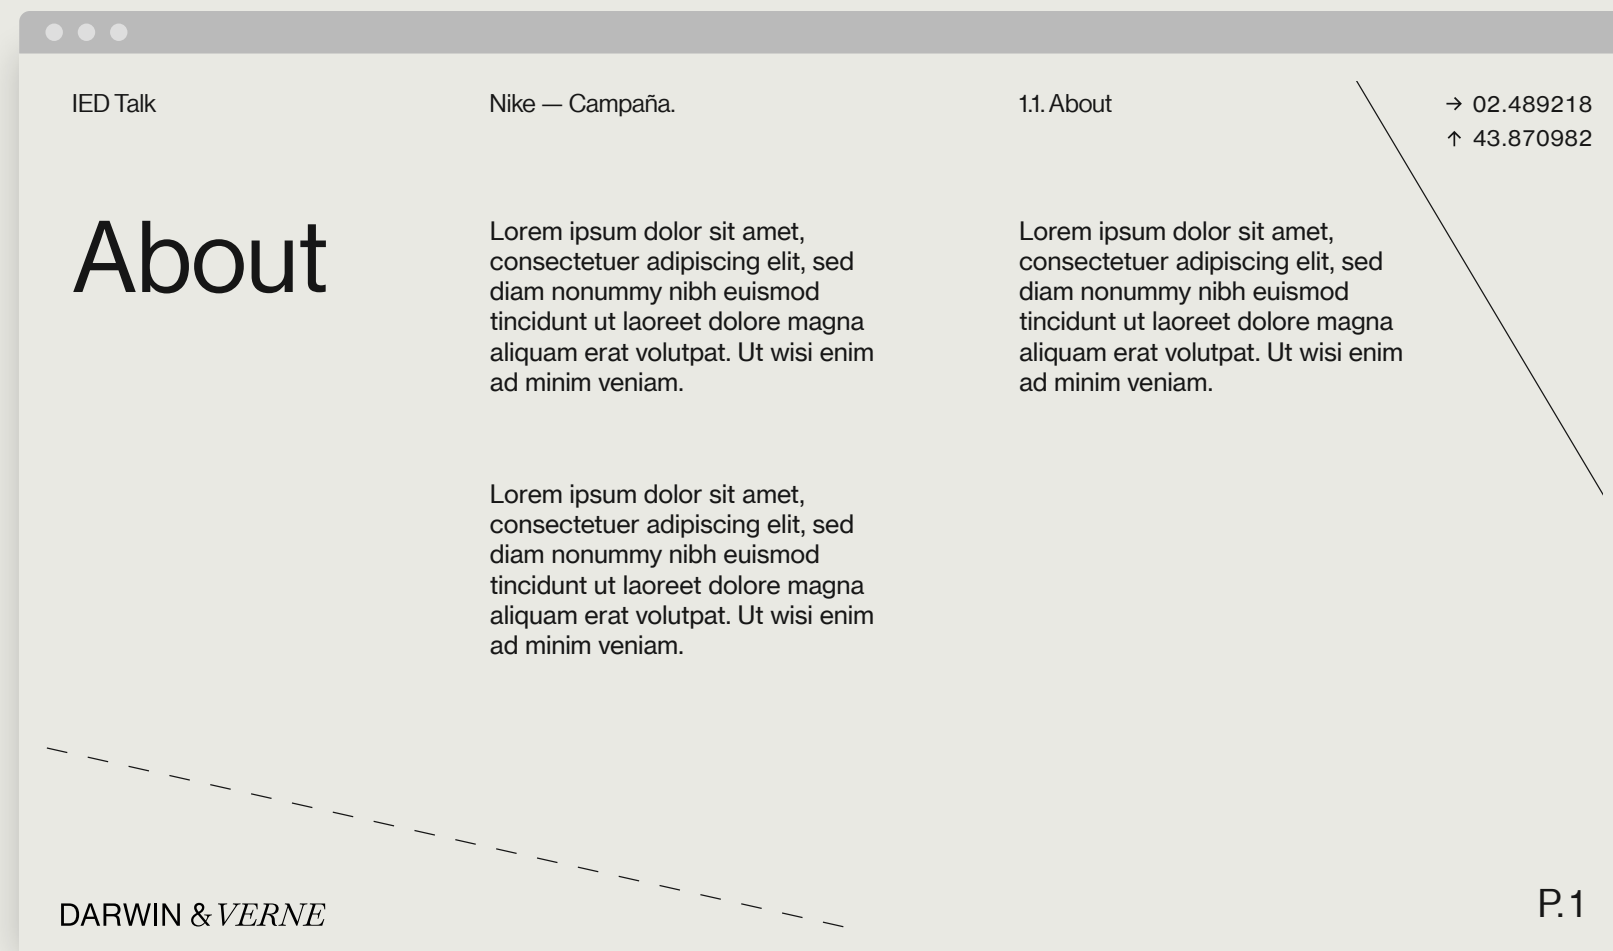 IED Talk
Nike — Campaña.
1.1. About
→ 02.489218
↑ 43.870982
About
Lorem ipsum dolor sit amet,
consectetuer adipiscing elit, sed
diam nonummy nibh euismod
tincidunt ut laoreet dolore magna
aliquam erat volutpat. Ut wisi enim
ad minim veniam.
Lorem ipsum dolor sit amet,
consectetuer adipiscing elit, sed
diam nonummy nibh euismod
tincidunt ut laoreet dolore magna
aliquam erat volutpat. Ut wisi enim
ad minim veniam.
Lorem ipsum dolor sit amet,
consectetuer adipiscing elit, sed
diam nonummy nibh euismod
tincidunt ut laoreet dolore magna
aliquam erat volutpat. Ut wisi enim
ad minim veniam.
DARWIN & VERNE
P.1